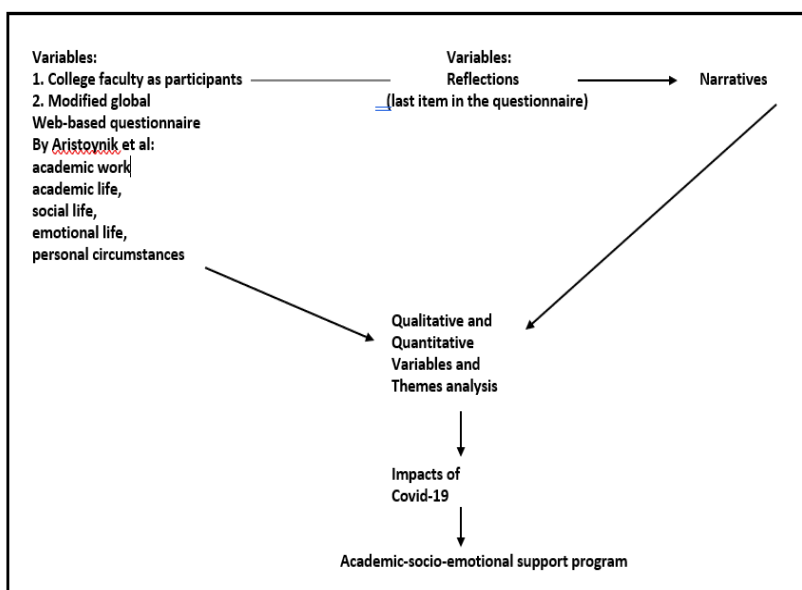 Variables:
1. College faculty as participants
2. Modified global
Web-based questionnaire
By Aristovnik et al:
academic work
academic life,
social life,
emotional life,
personal circumstances
Variables:
Reflections
(last item in the questionnaire)
Narratives
Qualitative and
Quantitative
Variables and
Themes analysis
Impacts of
Covid-19
Academic-socio-emotional support program